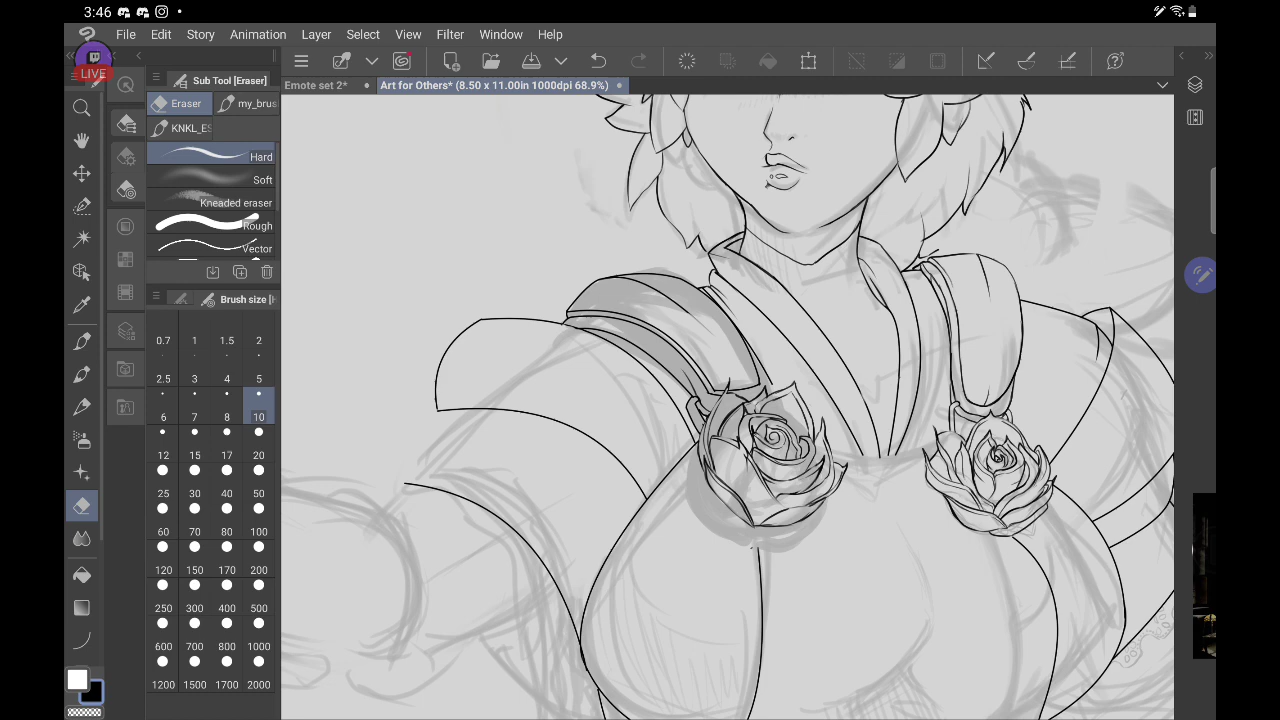 3:46
File Edit Story Animation Layer Select View Filter Window Help
LIVE
Sub Tool [Eraser]
Emote set 2* Art for Others* (8.50 x 11.00in 1000dpi 68.9%)
Eraser my_brus
KNKL_ES
Hard
Soft
Kneaded eraser
Rough
Vector
Brush size [H
0.7 1 1.5 2
2.5 3 4 5
6 7 8 10
12 15 17 20
25 30 40 50
60 70 80 100
120 150 170 200
250 300 400 500
600 700 800 1000
1200 1500 1700 2000